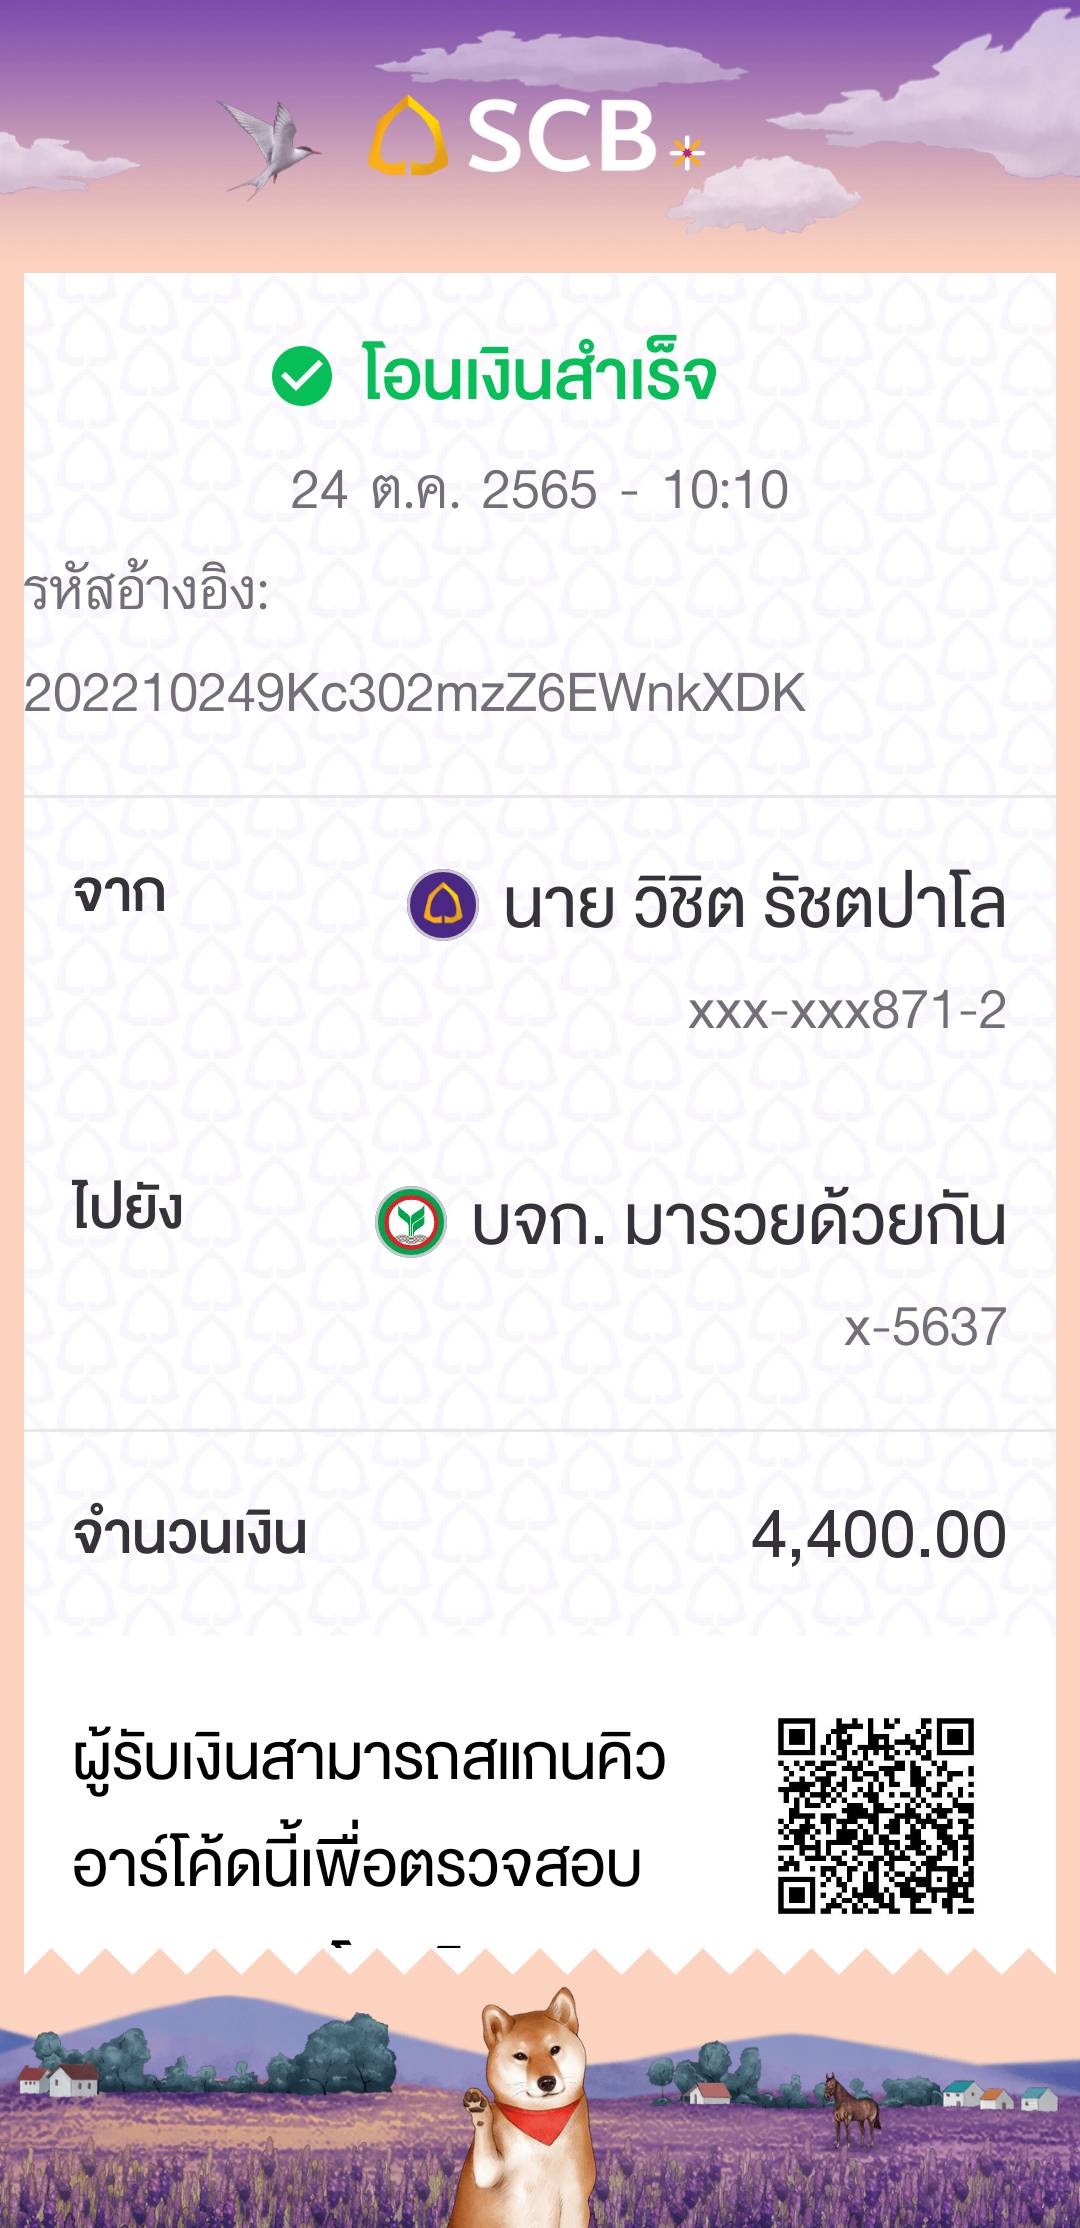 SCB
โอนเงินสำเร็จ
24 ต.ค. 2565 - 10:10
รหัสอ้างอิง:
202210249Kc302mzZ6EWnkXDK
จาก นาย วิชิต รัชตปาโล
xxx-xxx871-2
ไปยัง บจก. มารวยด้วยกัน
x-5637
จำนวนเงิน 4,400.00
ผู้รับเงินสามารถสแกนคิว
อาร์โค้ดนี้เพื่อตรวจสอบ